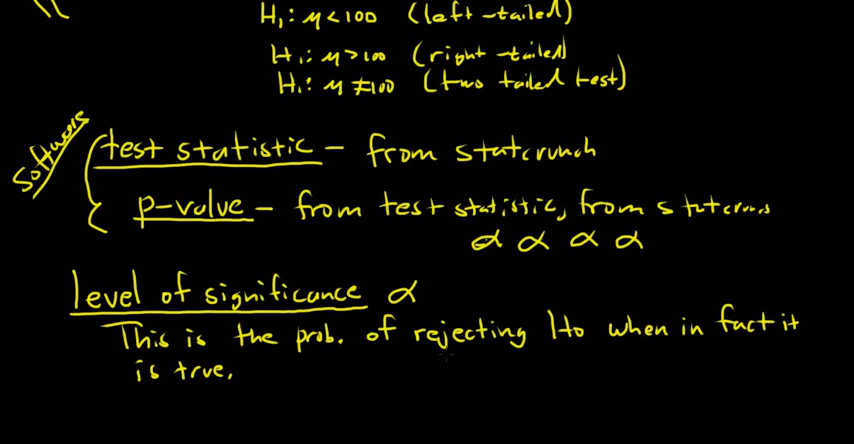 H₁: μ < 100 (left-tailed)
H₁: μ > 100 (right-tailed)
H₁: μ ≠ 100 (two tailed test)
Software
test statistic - from statcrunch
p-value - from test statistic, from statcrunch
α α α α
level of significance α
This is the prob. of rejecting H₀ when in fact it
is true.